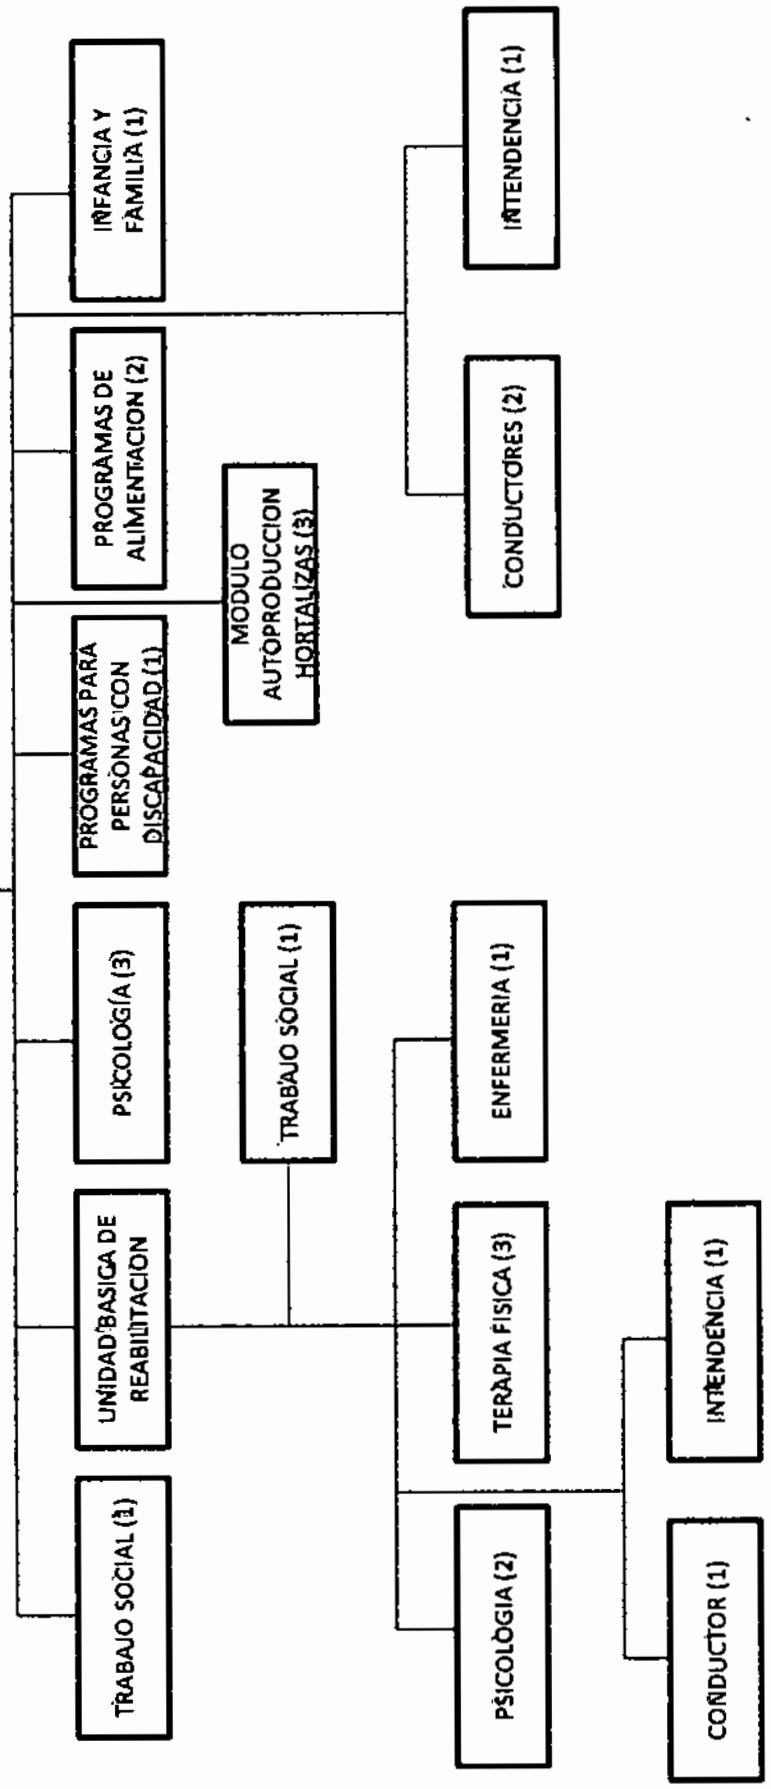 TRABAJO SOCIAL (1)
UNIDAD BASICA DE
REABILITACION
PSICOLOGÍA (3)
PROGRAMAS PARA
PERSONAS CON
DISCAPACIDAD (1)
PROGRAMAS DE
ALIMENTACION (2)
INFANCIA Y
FAMILIA (1)
TRABAJO SOCIAL (1)
MODULO
AUTOPRODUCCION
HORTALIZAS (3)
PSICOLOGIA (2)
TERAPIA FISICA (3)
ENFERMERIA (1)
CONDUCTORES (2)
INTENDENCIA (1)
CONDUCTOR (1)
INTENDENCIA (1)